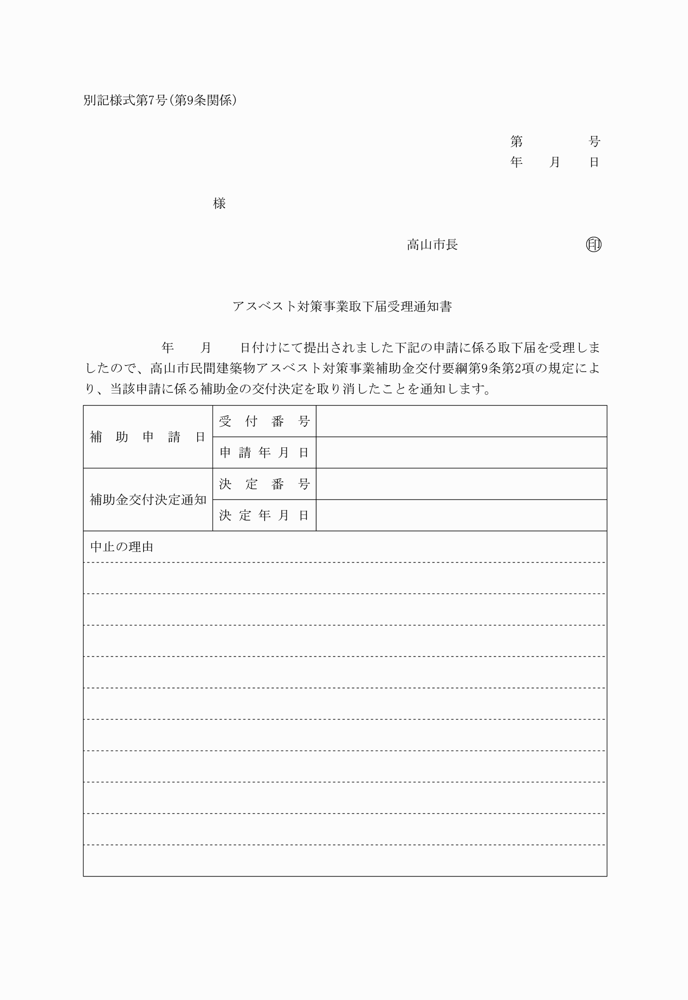 別記様式第7号(第9条関係)
第　　　　　号
年　　月　　日
様
高山市長　　　　　　　　　　㊞
アスベスト対策事業取下届受理通知書
年　　月　　日付けにて提出されました下記の申請に係る取下届を受理しま
したので、高山市民間建築物アスベスト対策事業補助金交付要綱第9条第2項の規定によ
り、当該申請に係る補助金の交付決定を取り消したことを通知します。
補助申請日
受付番号
申請年月日
補助金交付決定通知
決定番号
決定年月日
中止の理由